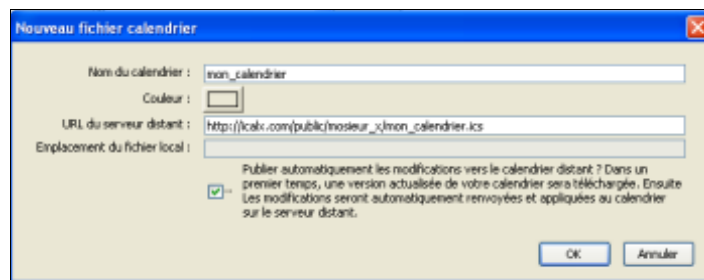 Nouveau fichier calendrier
Nom du calendrier : mon_calendrier
Couleur :
URL du serveur distant : http://icalx.com/public/mosieur_x/mon_calendrier.ics
Emplacement du fichier local :
Publier automatiquement les modifications vers le calendrier distant ? Dans un
premier temps, une version actualisée de votre calendrier sera téléchargée. Ensuite
Les modifications seront automatiquement renvoyées et appliquées au calendrier
sur le serveur distant.
OK Annuler